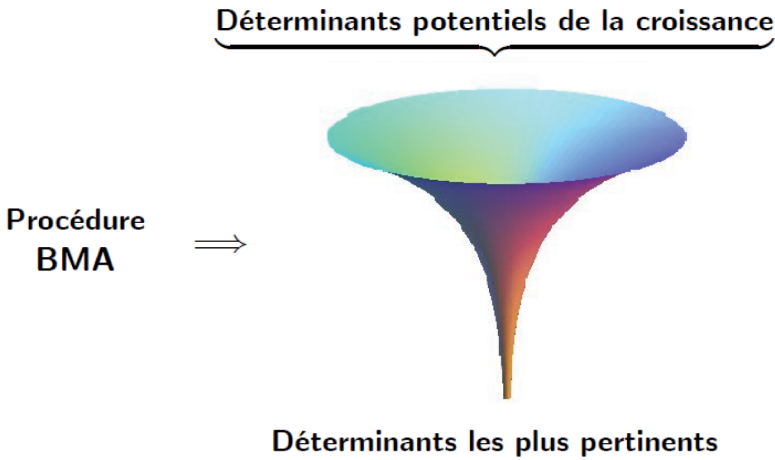 Déterminants potentiels de la croissance
Procédure
BMA
⟹
Déterminants les plus pertinents